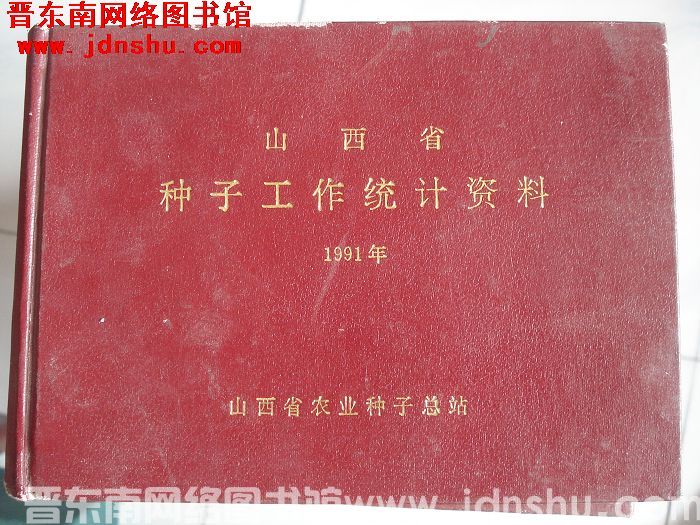 晋东南网络图书馆
www.jdnshu.com
山西省
种子工作统计资料
1991年
山西省农业种子总站
晋东南网络图书馆www.jdnshu.com